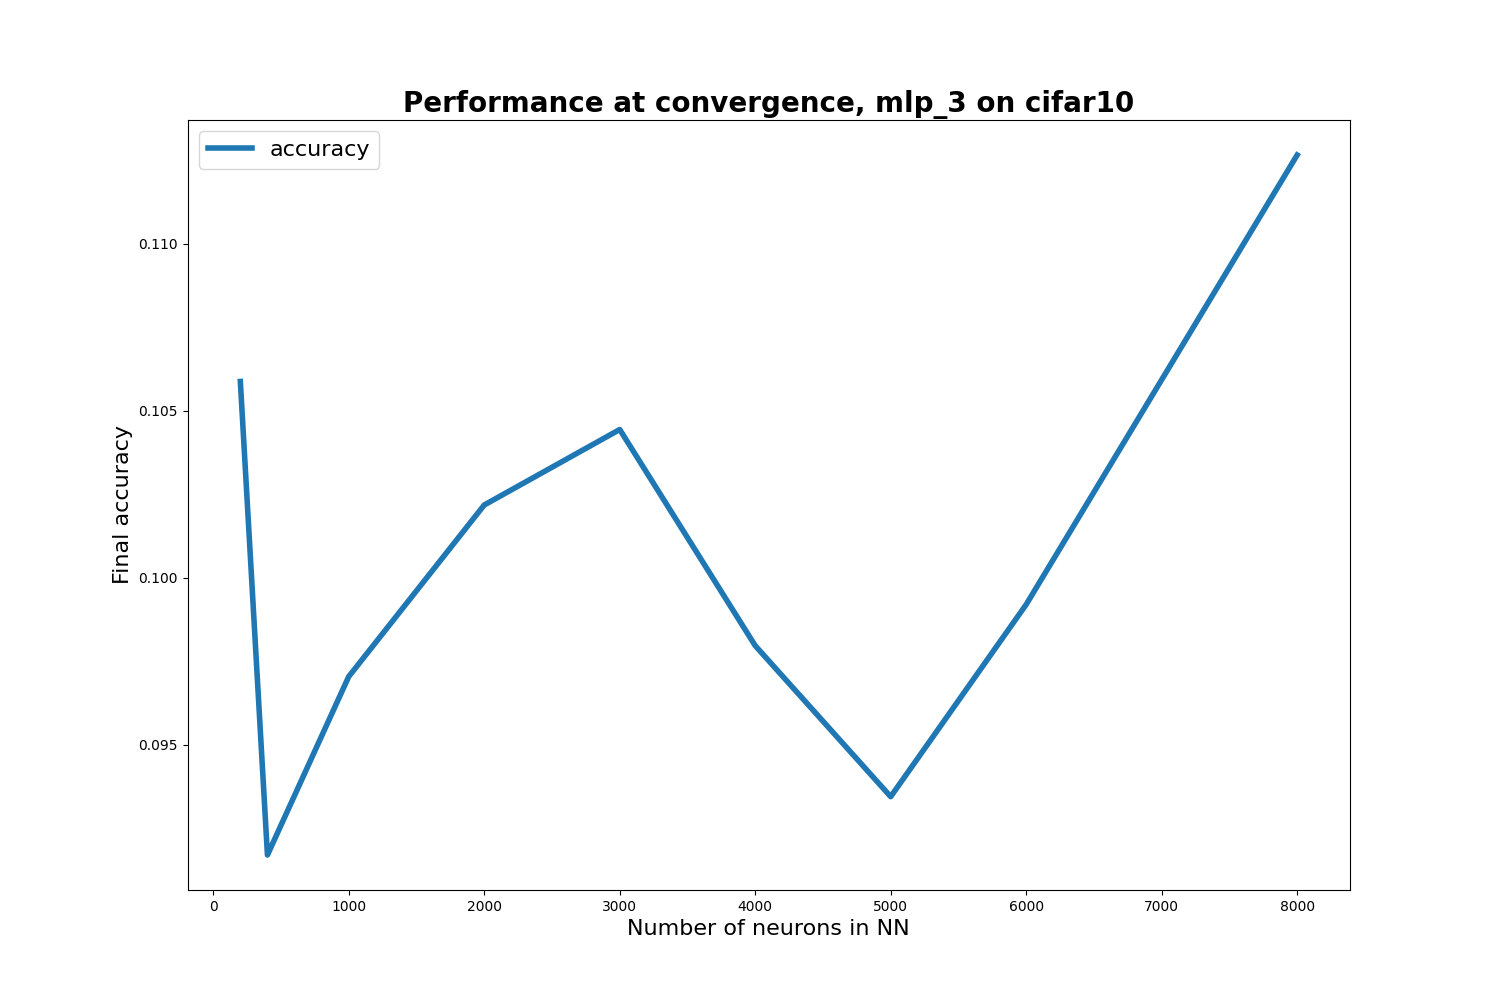 Performance at convergence, mlp_3 on cifar10
accuracy
0.110
0.105
0.100
0.095
Final accuracy
0 1000 2000 3000 4000 5000 6000 7000 8000
Number of neurons in NN